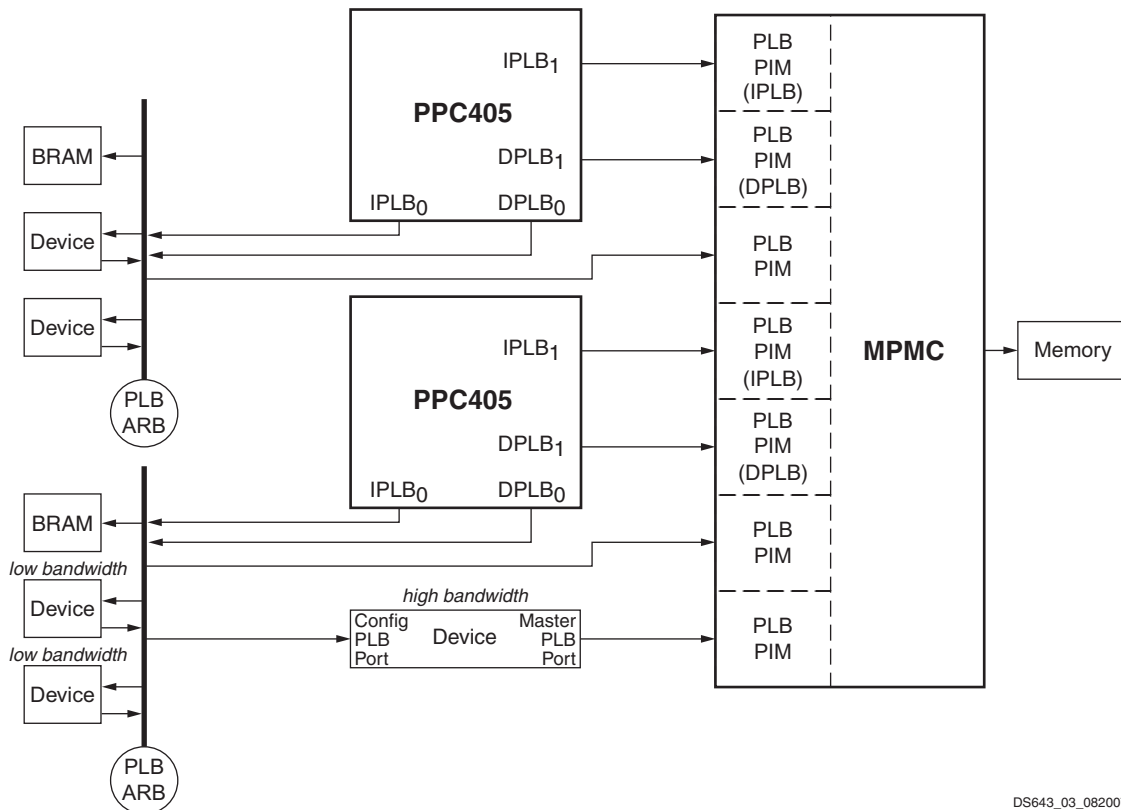 IPLB1
PPC405
DPLB1
IPLB0 DPLB0
BRAM
Device
Device
PLB
ARB
PLB
PIM
(IPLB)
PLB
PIM
(DPLB)
PLB
PIM
PLB
PIM
(IPLB)
PLB
PIM
(DPLB)
PLB
PIM
PLB
PIM
MPMC
Memory
IPLB1
PPC405
DPLB1
IPLB0 DPLB0
BRAM
low bandwidth
Device
low bandwidth
Device
PLB
ARB
high bandwidth
Config
PLB
Port
Device
Master
PLB
Port
DS643_03_082007